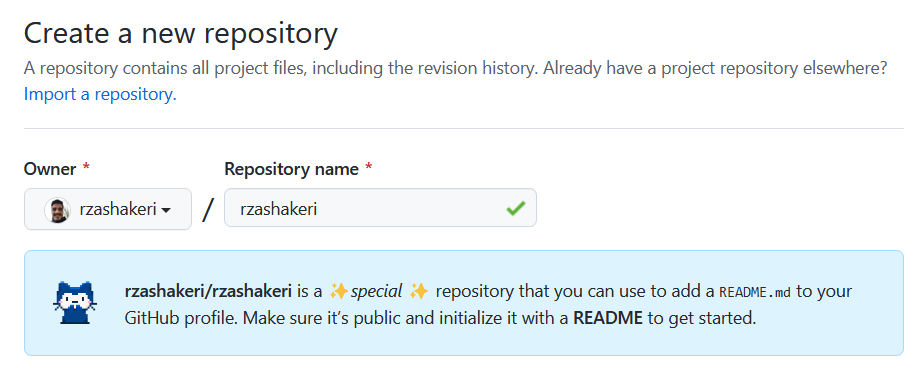 Create a new repository
A repository contains all project files, including the revision history. Already have a project repository elsewhere?
Import a repository.
Owner * Repository name *
rzashakeri / rzashakeri
rzashakeri/rzashakeri is a ✨special ✨ repository that you can use to add a README.md to your
GitHub profile. Make sure it’s public and initialize it with a README to get started.